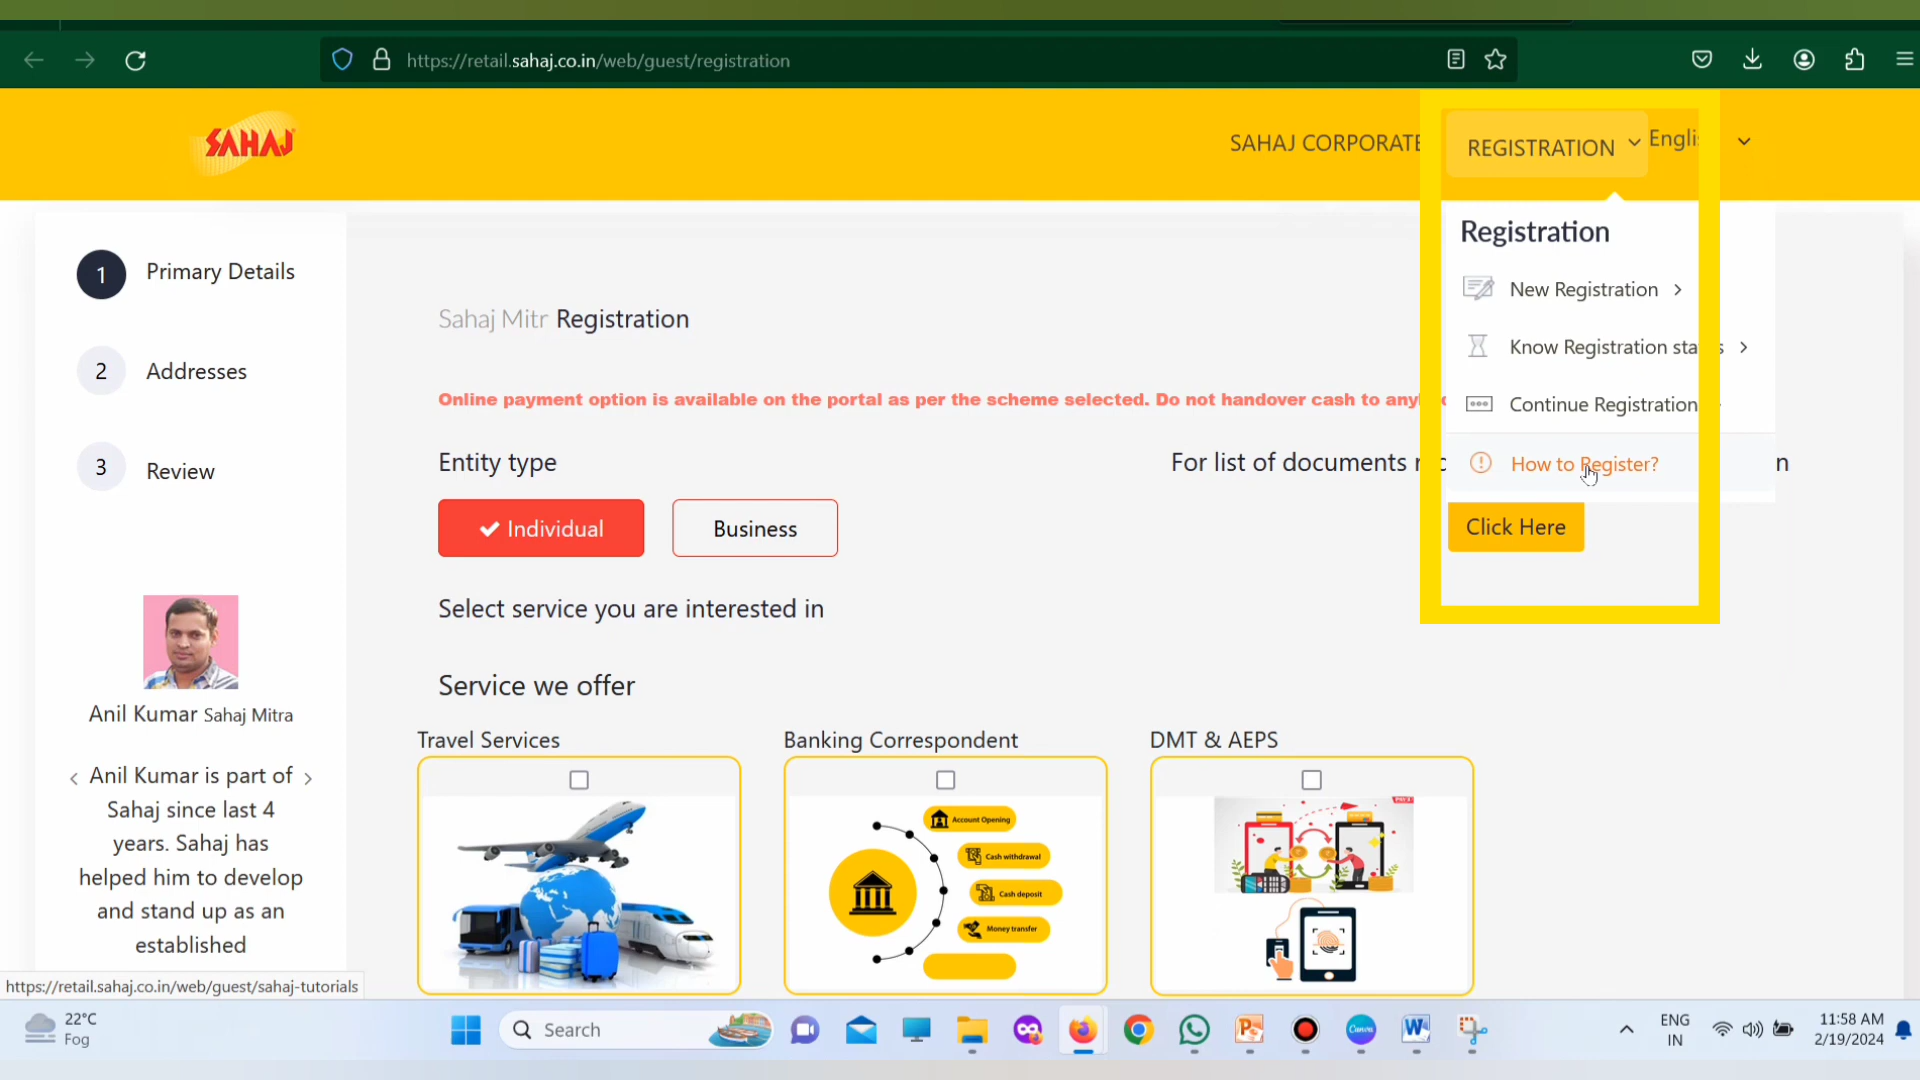 https://retail.sahaj.co.in/web/guest/registration
SAHAJ
SAHAJ CORPORATE
REGISTRATION
Registration
New Registration
Know Registration
Continue Registration
How to Register?
Click Here
1 Primary Details
2 Addresses
3 Review
Sahaj Mitr Registration
Online payment option is available on the portal as per the scheme selected. Do not handover cash to
Entity type
For list of documents
Individual
Business
Select service you are interested in
Service we offer
Travel Services
Banking Correspondent
DMT & AEPS
Account Opening
Cash withdrawal
Cash deposit
Money transfer
Anil Kumar Sahaj Mitra
Anil Kumar is part of
Sahaj since last 4
years. Sahaj has
helped him to develop
and stand up as an
established
https://retail.sahaj.co.in/web/guest/sahaj-tutorials
22°C
Fog
Search
Canva
ENG
IN
11:58 AM
2/19/2024